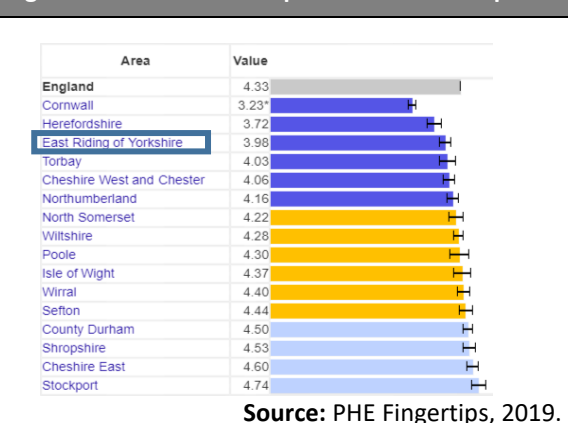 Area Value
England 4.33
Cornwall 3.23*
Herefordshire 3.72
East Riding of Yorkshire 3.98
Torbay 4.03
Cheshire West and Chester 4.06
Northumberland 4.16
North Somerset 4.22
Wiltshire 4.28
Poole 4.30
Isle of Wight 4.37
Wirral 4.40
Sefton 4.44
County Durham 4.50
Shropshire 4.53
Cheshire East 4.60
Stockport 4.74
Source: PHE Fingertips, 2019.